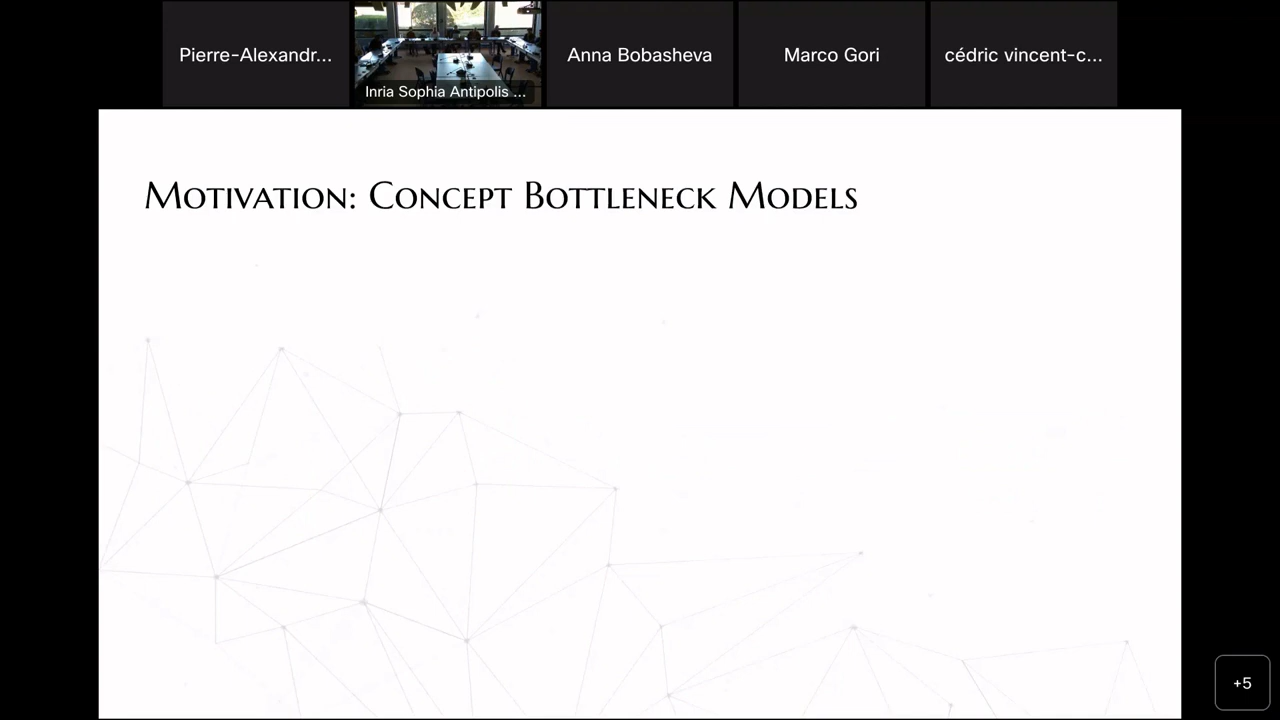 Pierre-Alexandr...
Inria Sophia Antipolis ...
Anna Bobasheva
Marco Gori
cédric vincent-c...
Motivation: Concept Bottleneck Models
+5